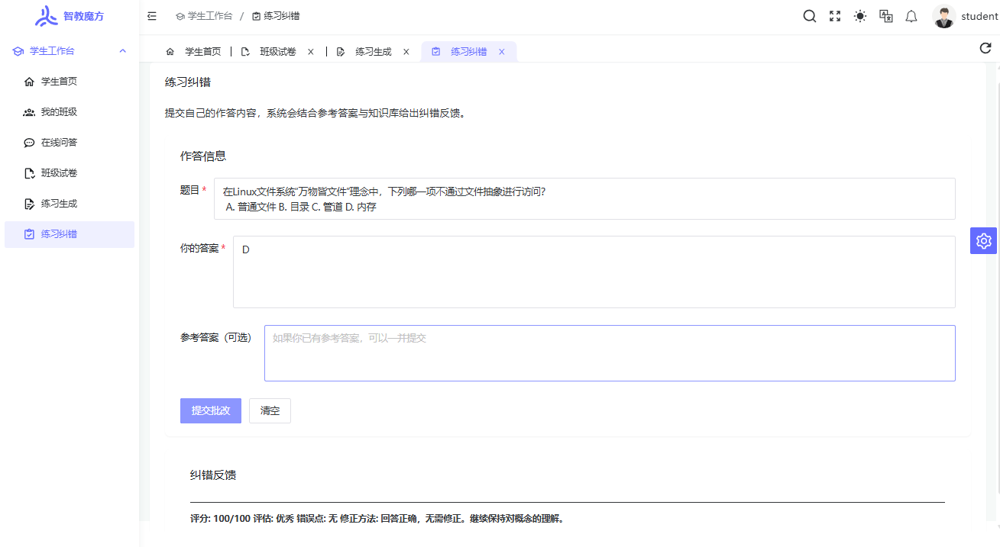 智教魔方
学生工作台 / 练习纠错
student
学生工作台
学生首页 班级试卷 × 练习生成 × 练习纠错 ×
学生首页
我的班级
在线问答
班级试卷
练习生成
练习纠错
练习纠错
提交自己的作答内容，系统会结合参考答案与知识库给出纠错反馈。
作答信息
题目 *
在Linux文件系统"万物皆文件"理念中，下列哪一项不通过文件抽象进行访问?
A. 普通文件 B. 目录 C. 管道 D. 内存
你的答案 *
D
参考答案（可选）
如果你已有参考答案，可以一并提交
提交批改 清空
纠错反馈
评分: 100/100 评估: 优秀 错误点: 无 修正方法: 回答正确，无需修正。继续保持对概念的理解。